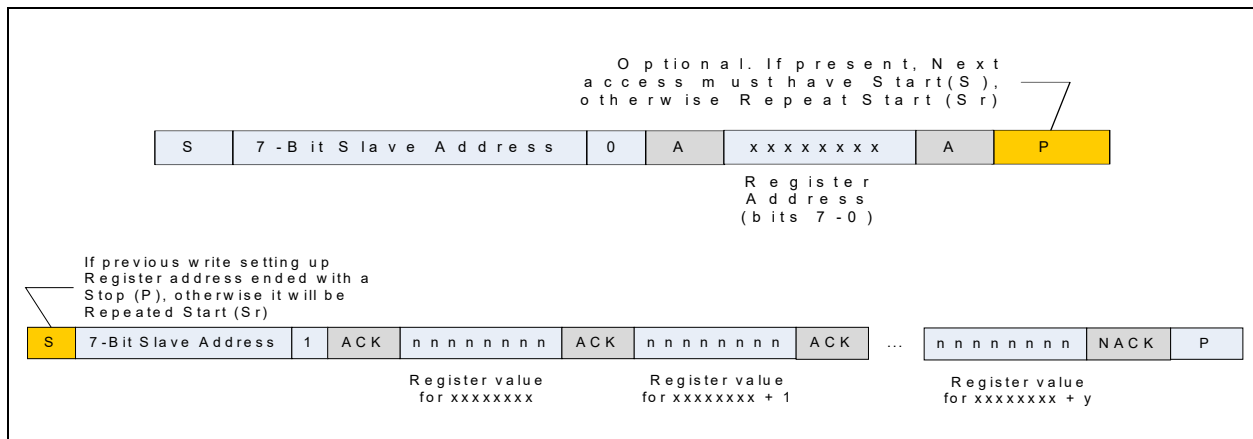 Optional. If present, Next
access must have Start(S),
otherwise Repeat Start (Sr)
S 7-Bit Slave Address 0 A xxxxxxxx A P
Register
Address
(bits 7-0)
If previous write setting up
Register address ended with a
Stop (P), otherwise it will be
Repeated Start (Sr)
S 7-Bit Slave Address 1 ACK nnnnnnnn ACK nnnnnnnn ACK ... nnnnnnnn NACK P
Register value Register value Register value
for xxxxxxxx for xxxxxxxx + 1 for xxxxxxxx + y